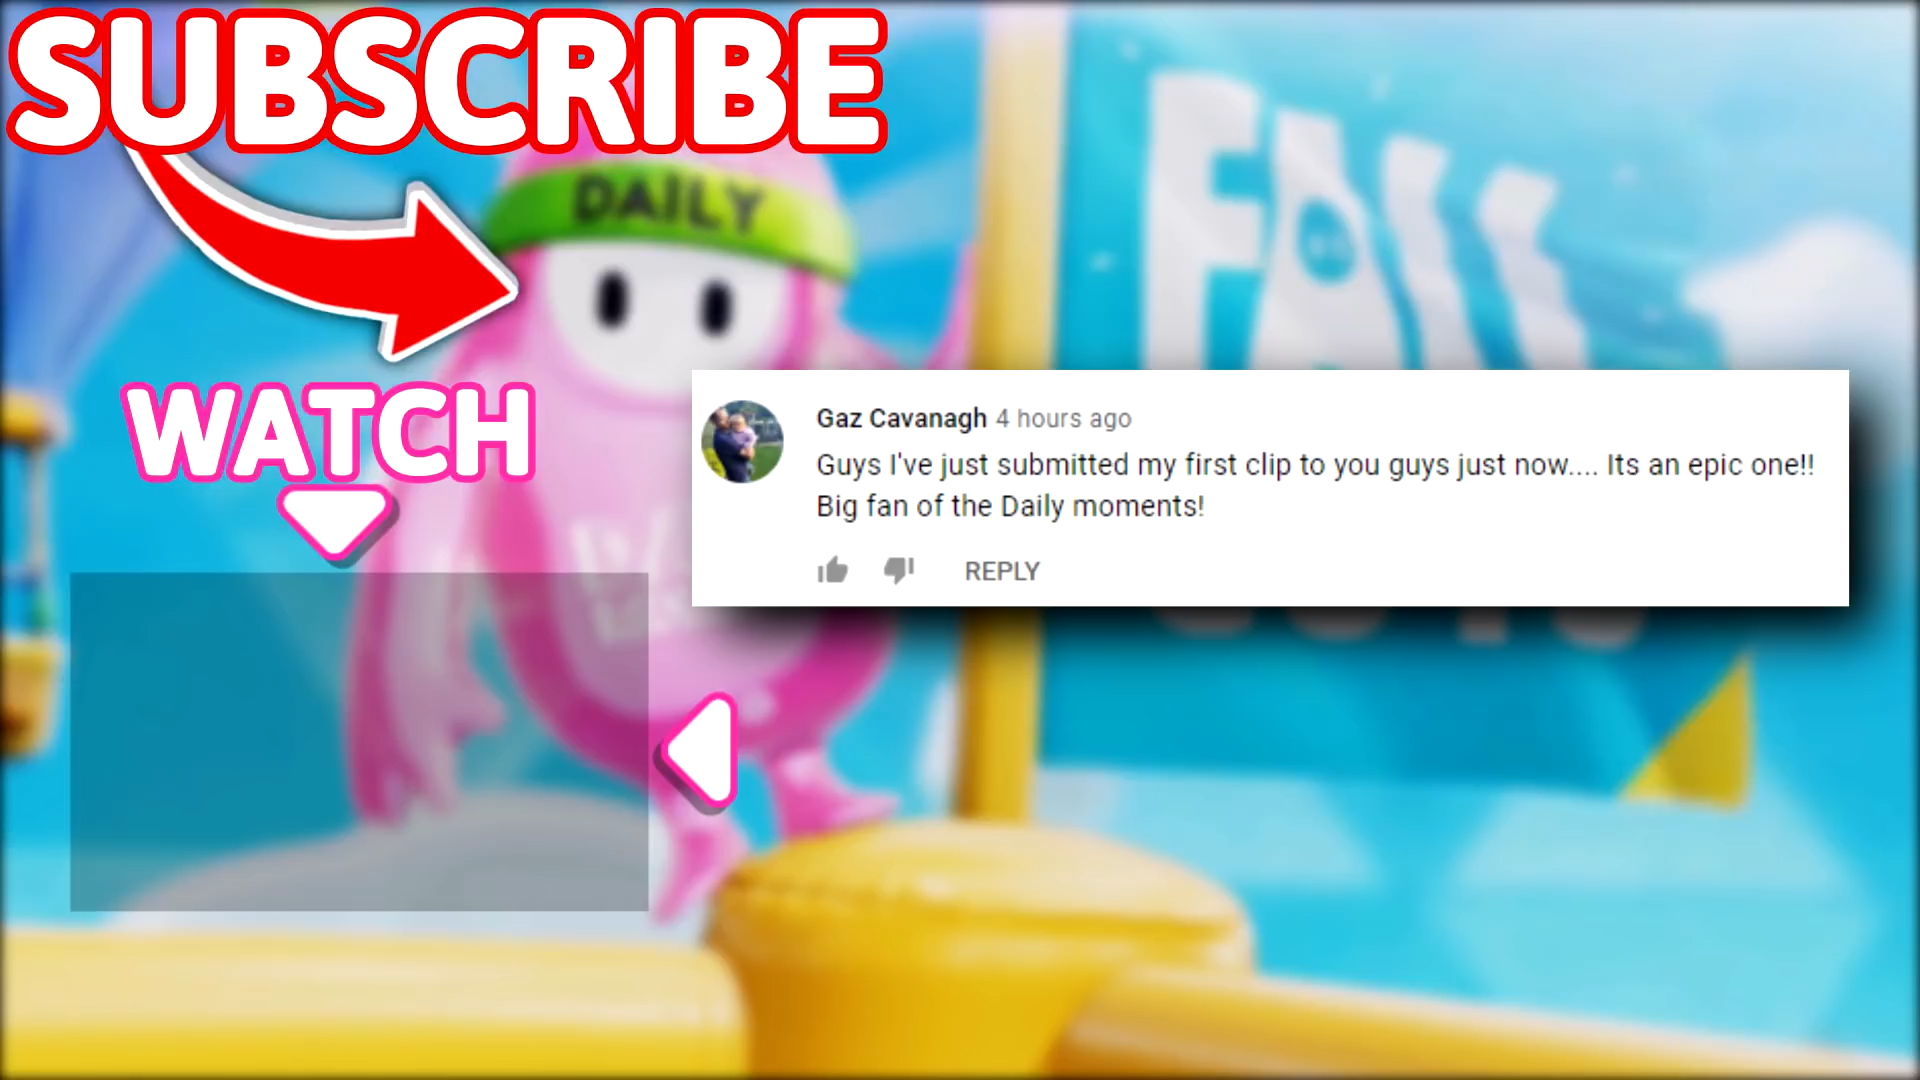 SUBSCRIBE
DAILY
FALL
WATCH
Gaz Cavanagh 4 hours ago
Guys I've just submitted my first clip to you guys just now.... Its an epic one!!
Big fan of the Daily moments!
REPLY